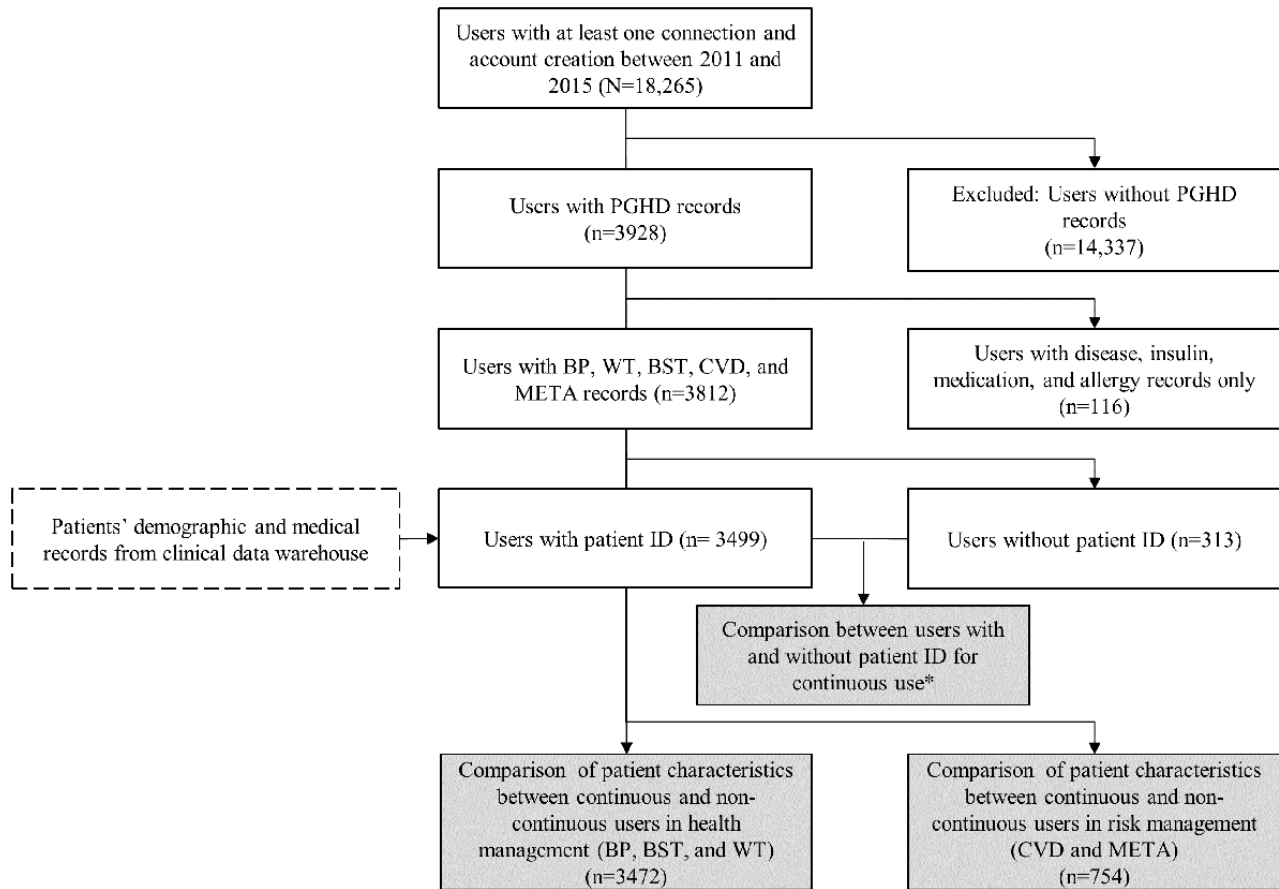 Users with at least one connection and
account creation between 2011 and
2015 (N=18,265)
Users with PGHD records
(n=3928)
Excluded: Users without PGHD
records
(n=14,337)
Users with BP, WT, BST, CVD, and
META records (n=3812)
Users with disease, insulin,
medication, and allergy records only
(n=116)
Patients’ demographic and medical
records from clinical data warehouse
Users with patient ID (n= 3499)
Users without patient ID (n=313)
Comparison between users with
and without patient ID for
continuous use*
Comparison of patient characteristics
between continuous and non-
continuous users in health
management (BP, BST, and WT)
n=3472)
Comparison of patient characteristics
between continuous and non-
continuous users in risk management
(CVD and META)
n=754)